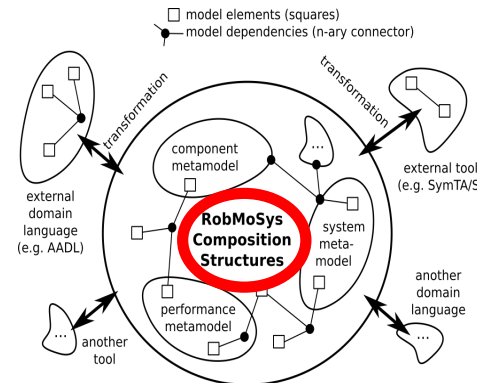 model elements (squares)
model dependencies (n-ary connector)
transformation
transformation
component
metamodel
...
external tool
(e.g. SymTA/S
external
domain
language
(e.g. AADL)
RobMoSys
Composition
Structures
system
meta-
model
another
domain
language
performance
metamodel
...
another
tool
...